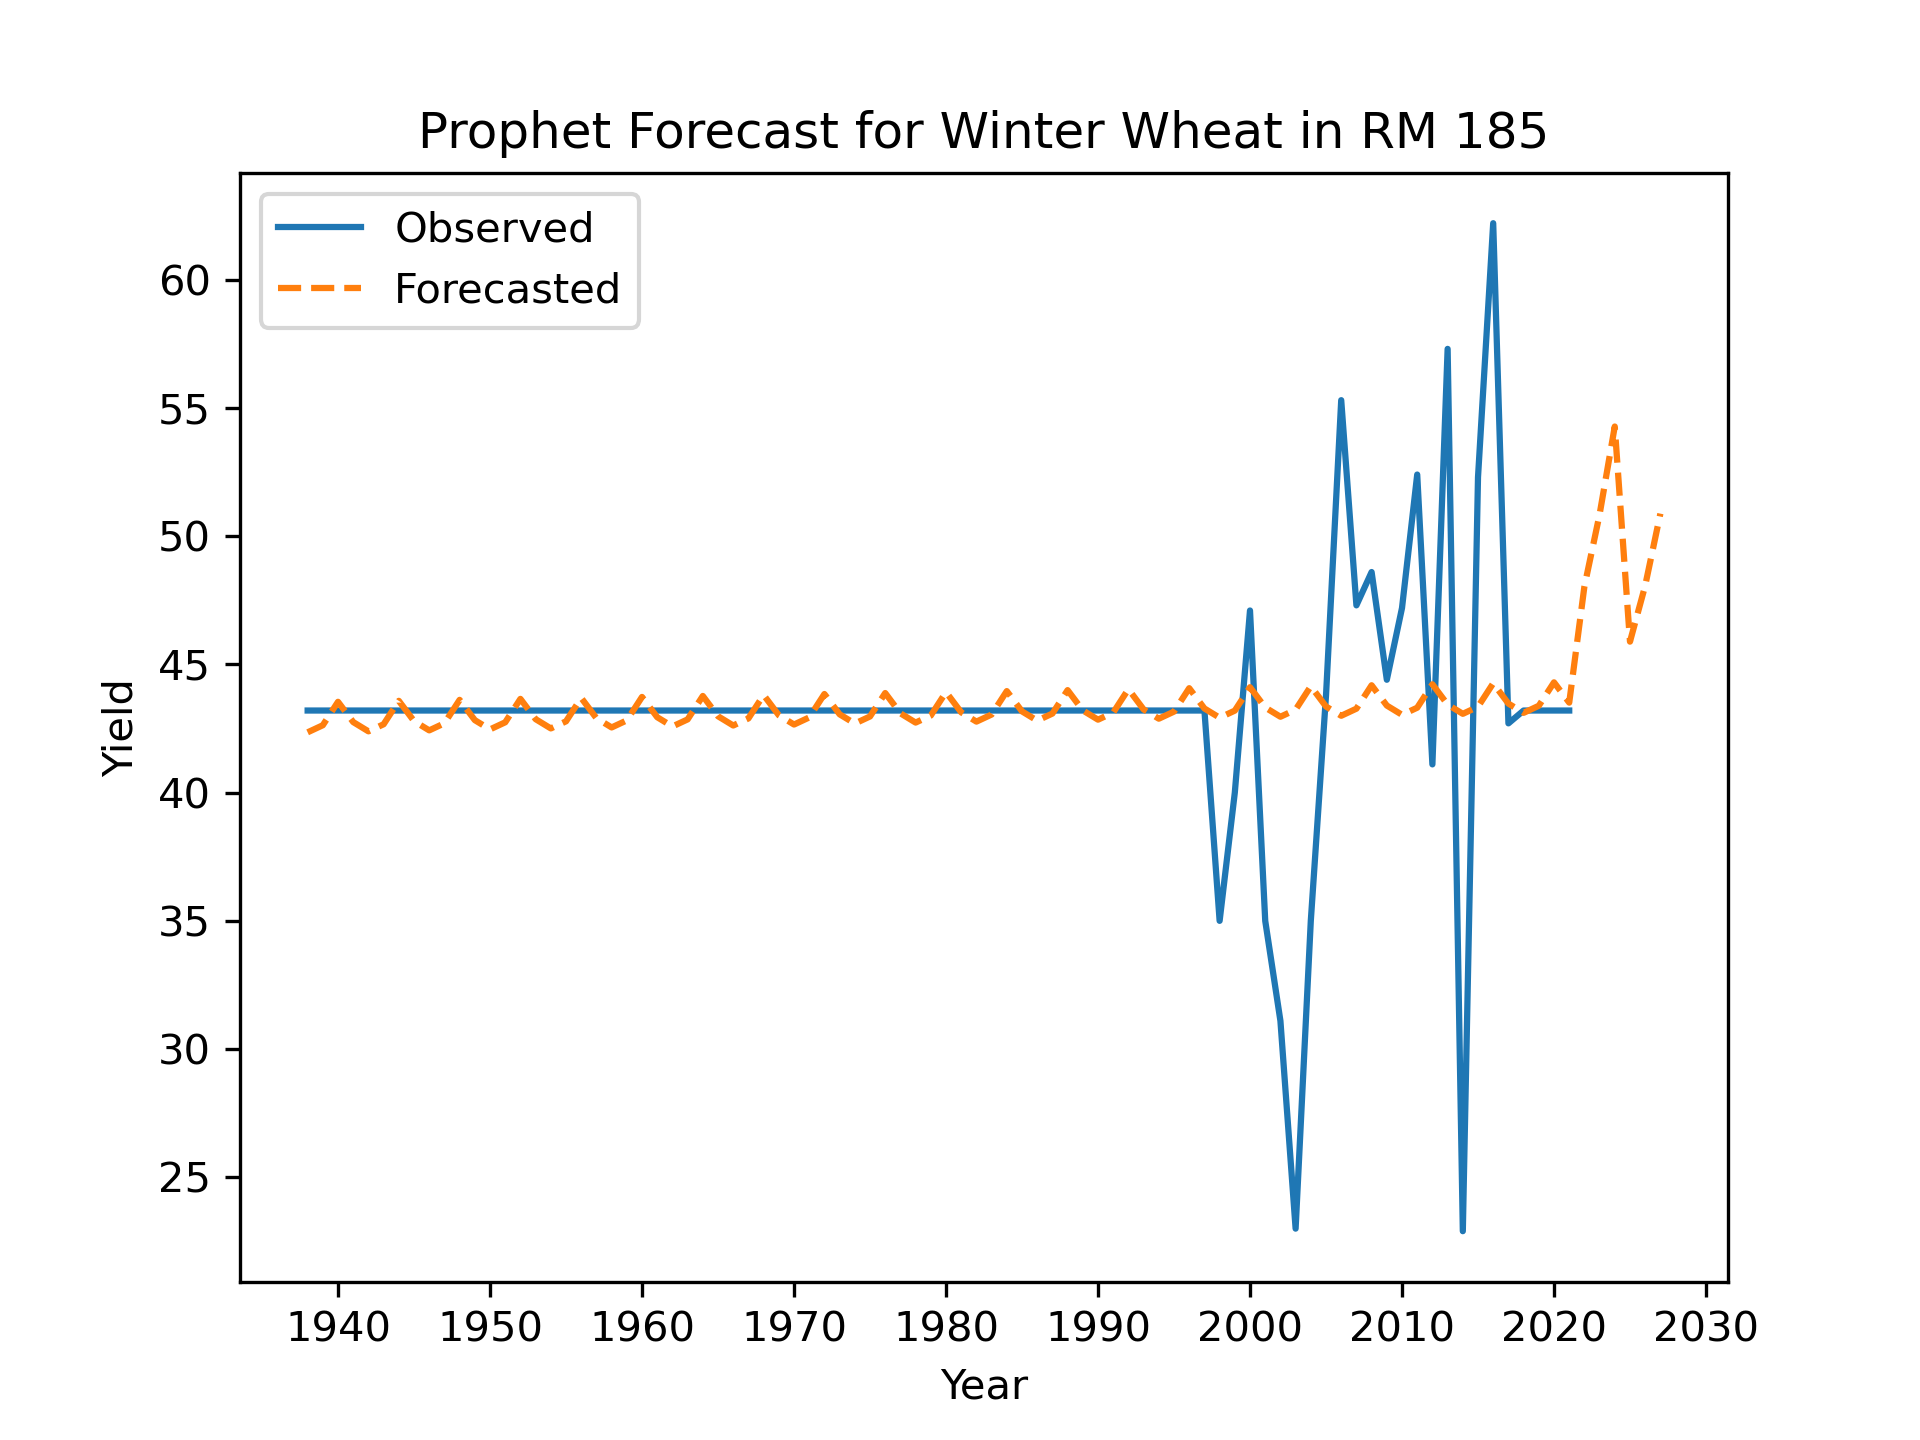 Prophet Forecast for Winter Wheat in RM 185
Observed
Forecasted
60
55
50
45
40
35
30
25
Yield
1940 1950 1960 1970 1980 1990 2000 2010 2020 2030
Year